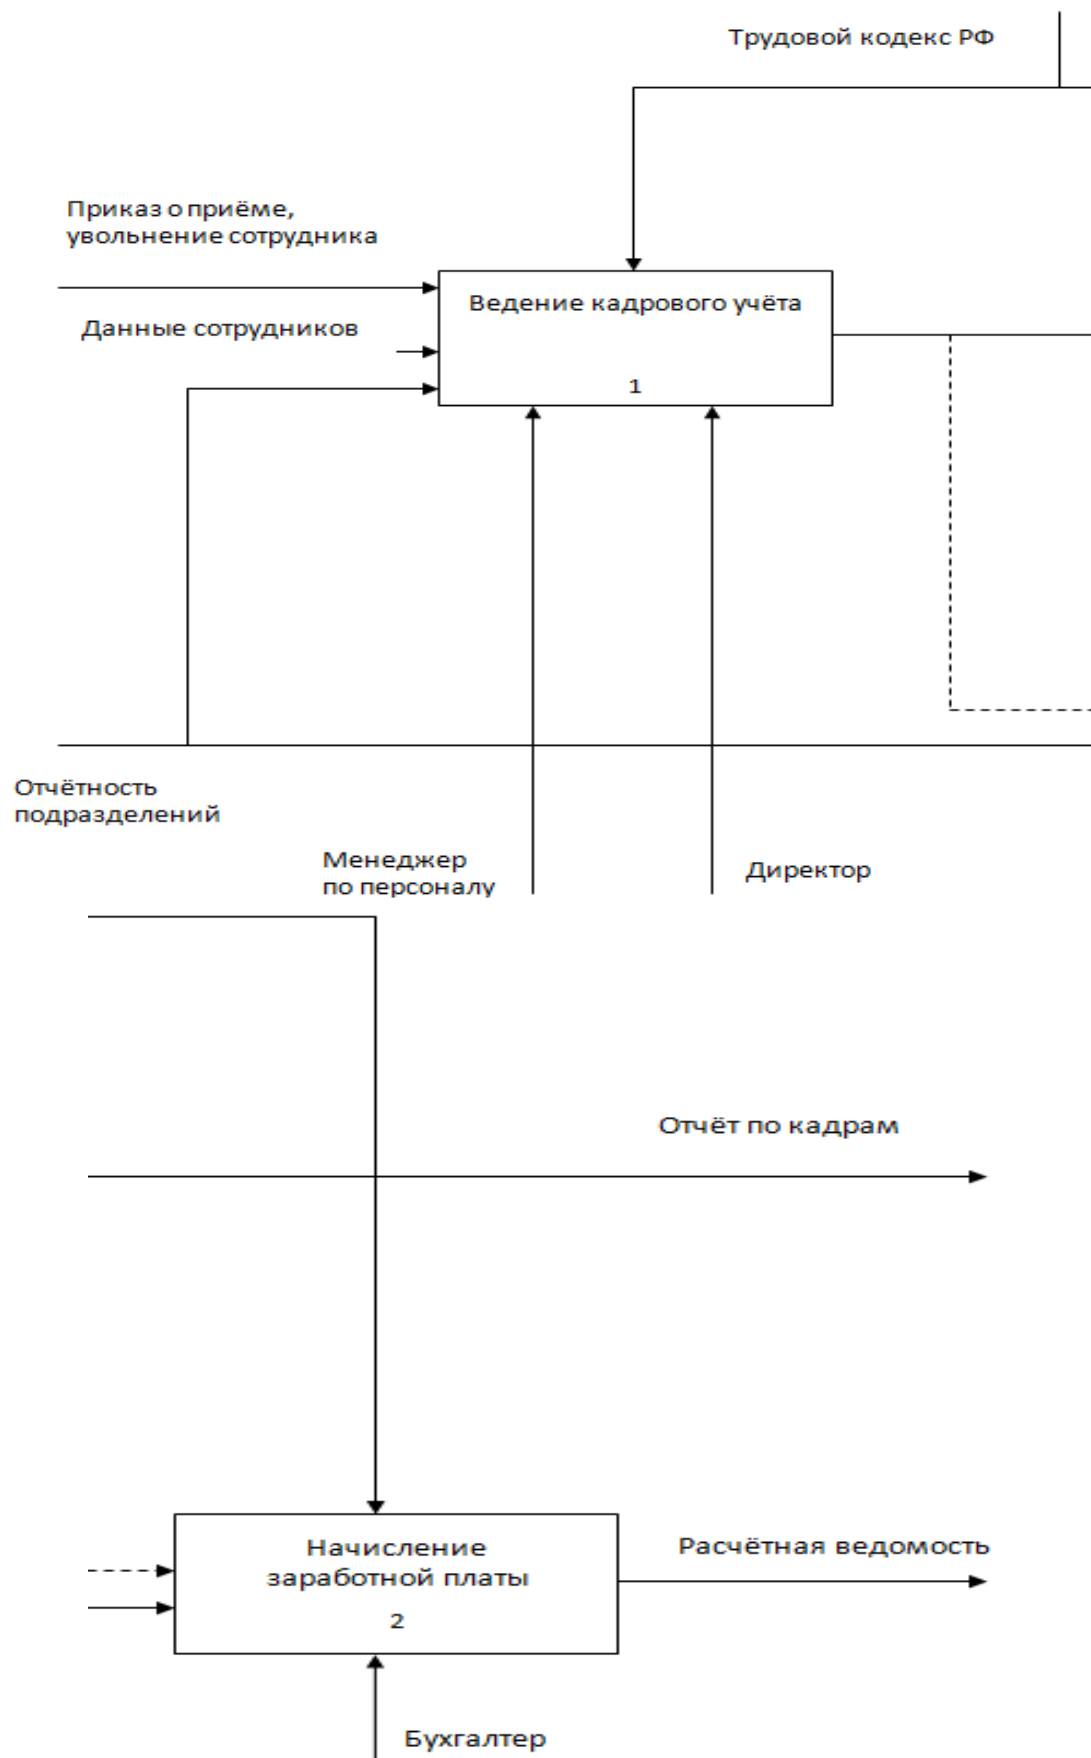 Трудовой кодекс РФ
Приказ о приёме,
увольнение сотрудника
Ведение кадрового учёта
Данные сотрудников
1
Отчётность
подразделений
Менеджер
по персоналу
Директор
Отчёт по кадрам
Начисление
заработной платы
2
Расчётная ведомость
Бухгалтер